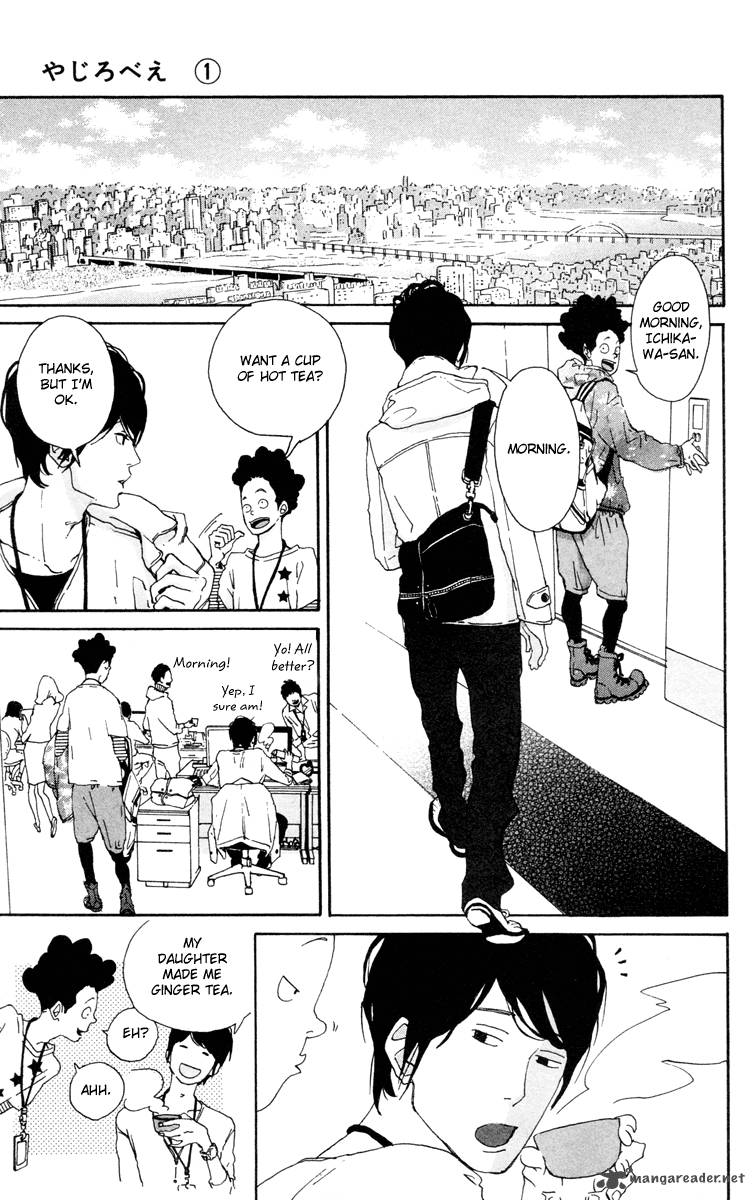 やじろべえ ①
GOOD
MORNING,
ICHIKA-
WA-SAN.
MORNING.
WANT A CUP
OF HOT TEA?
THANKS,
BUT I'M
OK.
Morning!
Yo! All
better?
Yep, I
sure am!
MY
DAUGHTER
MADE ME
GINGER TEA.
EH?
AHH.
mangareader.net